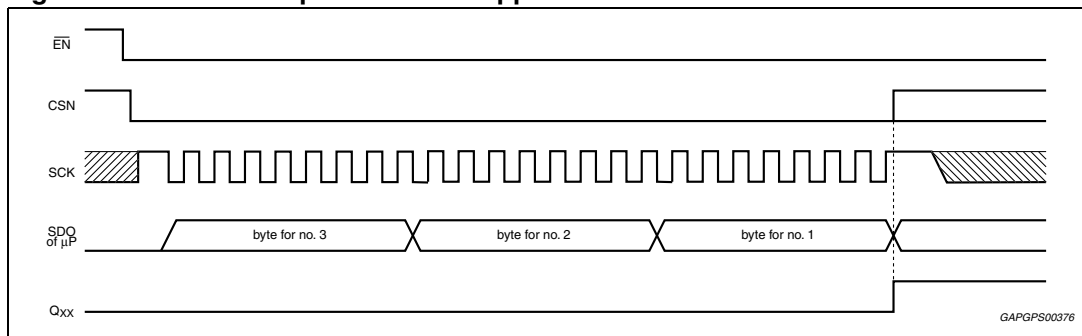 EN
CSN
SCK
SDO
of µP
byte for no. 3
byte for no. 2
byte for no. 1
QXX
GAPGPS00376